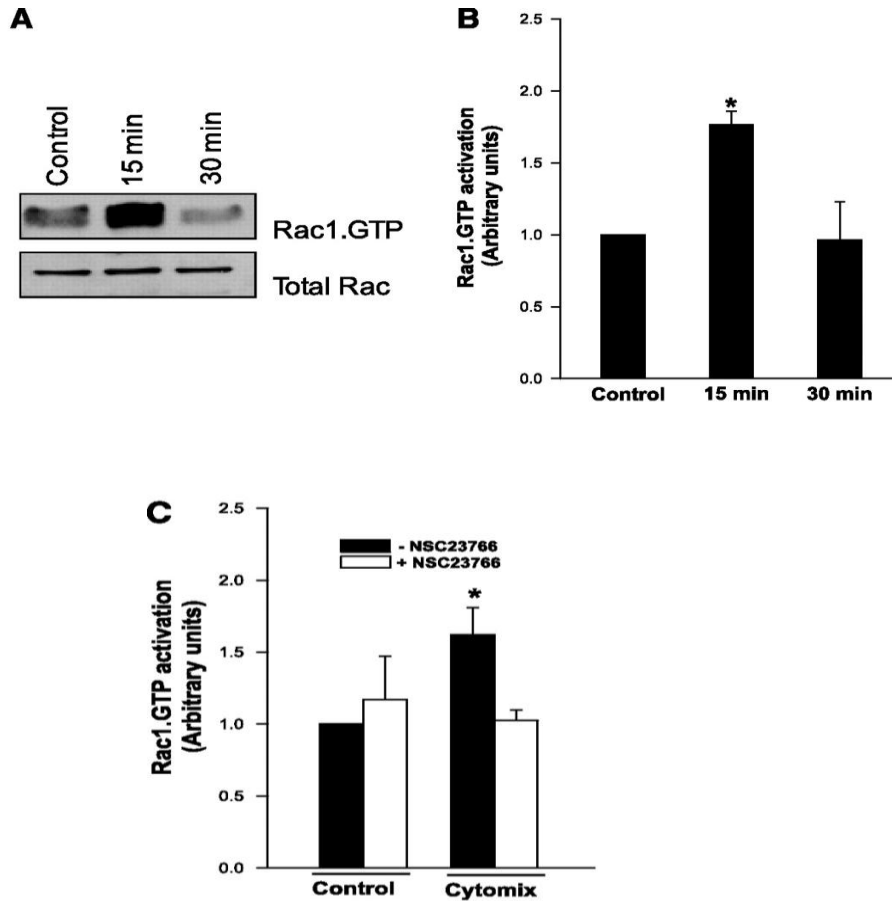 A
Control
15 min
30 min
Rac1.GTP
Total Rac
B
Rac1.GTP activation
(Arbitrary units)
2.5
2.0
1.5
1.0
0.5
0.0
*
Control
15 min
30 min
C
Rac1.GTP activation
(Arbitrary units)
2.5
2.0
1.5
1.0
0.5
0.0
- NSC23766
+ NSC23766
*
Control
Cytomix